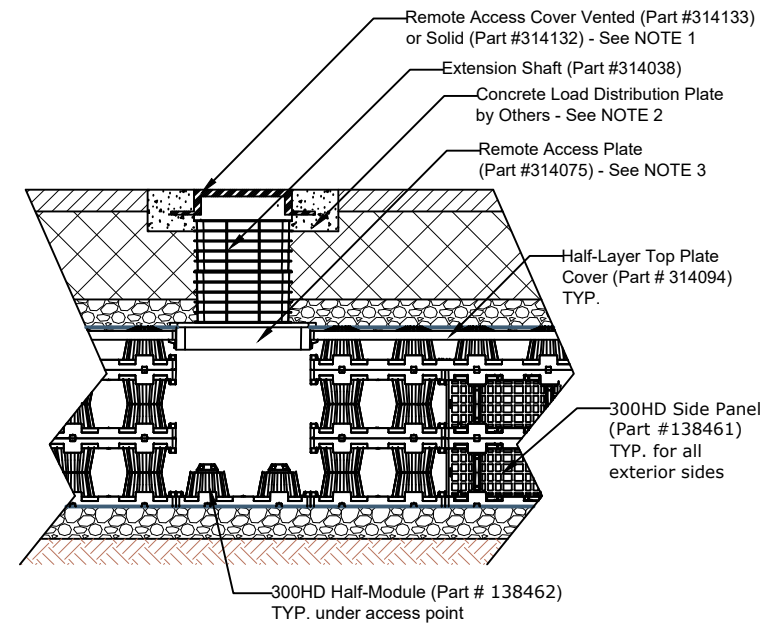 Remote Access Cover Vented (Part #314133)
or Solid (Part #314132) - See NOTE 1
Extension Shaft (Part #314038)
Concrete Load Distribution Plate
by Others - See NOTE 2
Remote Access Plate
(Part #314075) - See NOTE 3
Half-Layer Top Plate
Cover (Part # 314094)
TYP.
300HD Side Panel
(Part #138461)
TYP. for all
exterior sides
300HD Half-Module (Part # 138462)
TYP. under access point